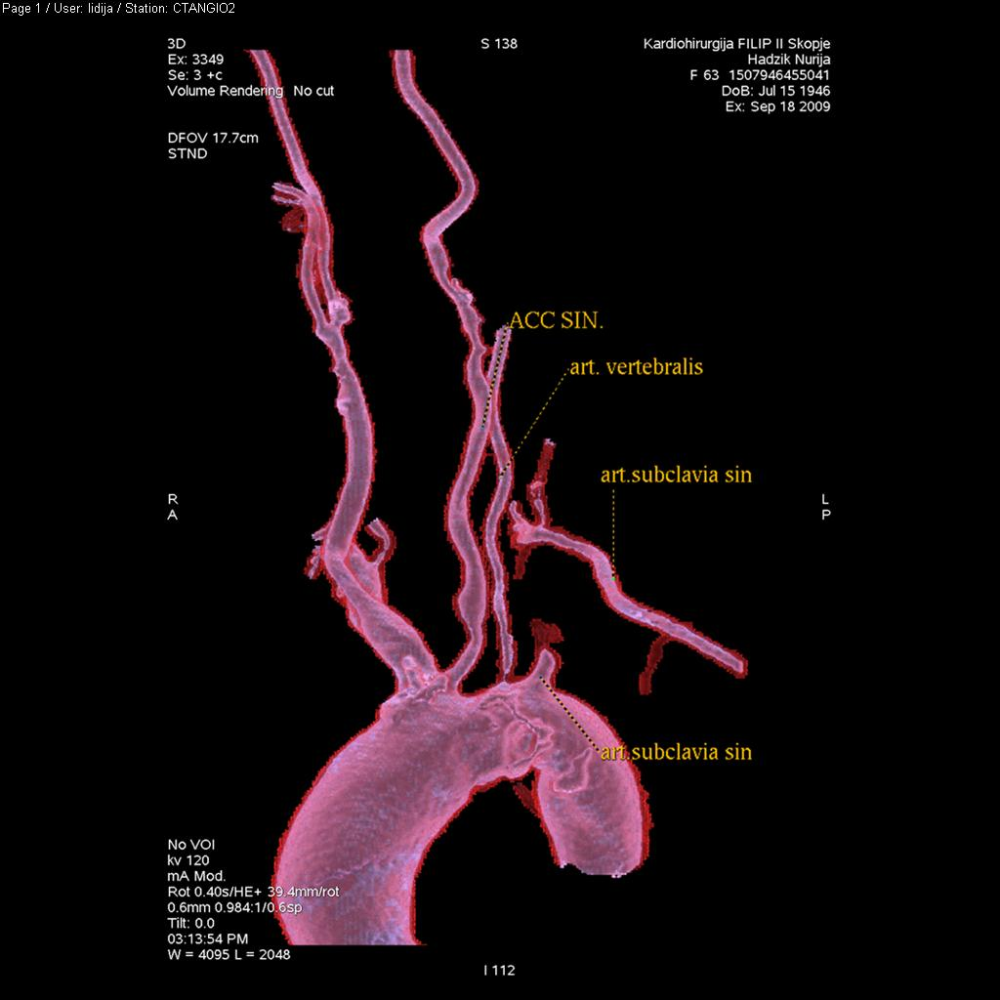 Page 1 / User: lidija / Station: CTANGIO2
3D
Ex: 3349
Se: 3 +c
Volume Rendering No cut
DFOV 17.7cm
STND
S 138
Kardiohirurgija FILIP II Skopje
Hadzik Nurija
F 63 1507946455041
DoB: Jul 15 1946
Ex: Sep 18 2009
ACC SIN.
art. vertebralis
art.subclavia sin
R
A
L
P
art.subclavia sin
No VOI
kv 120
mA Mod.
Rot 0.40s/HE+ 39.4mm/rot
0.6mm 0.984:1/0.6sp
Tilt: 0.0
03:13:54 PM
W = 4095 L = 2048
I 112